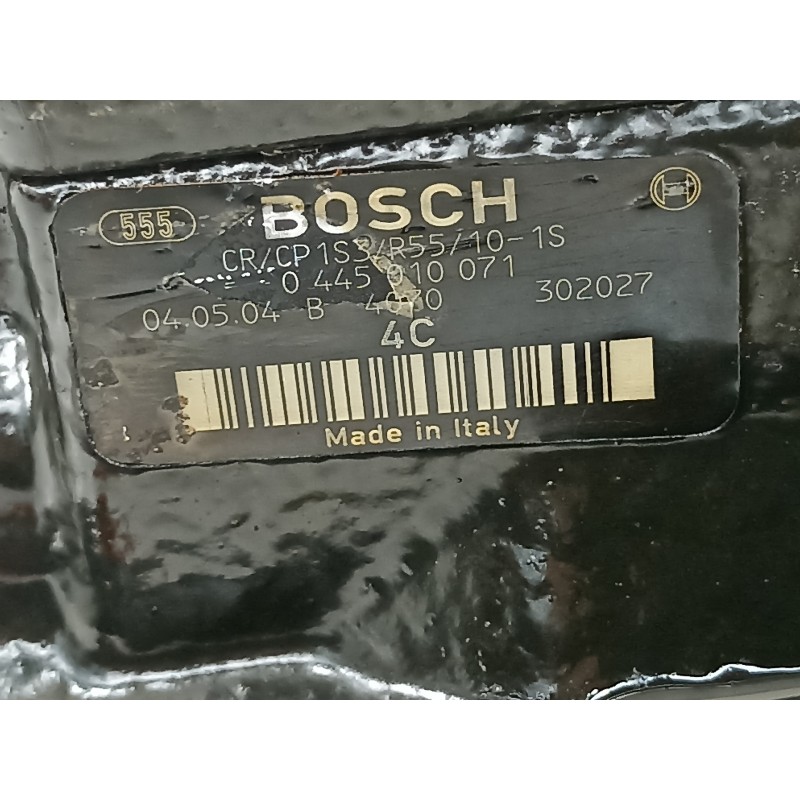 555 BOSCH
CR/CP1S3/R55/10-1S
0 445 010 071
04.05.04 B 4070 302027
4C
Made in Italy